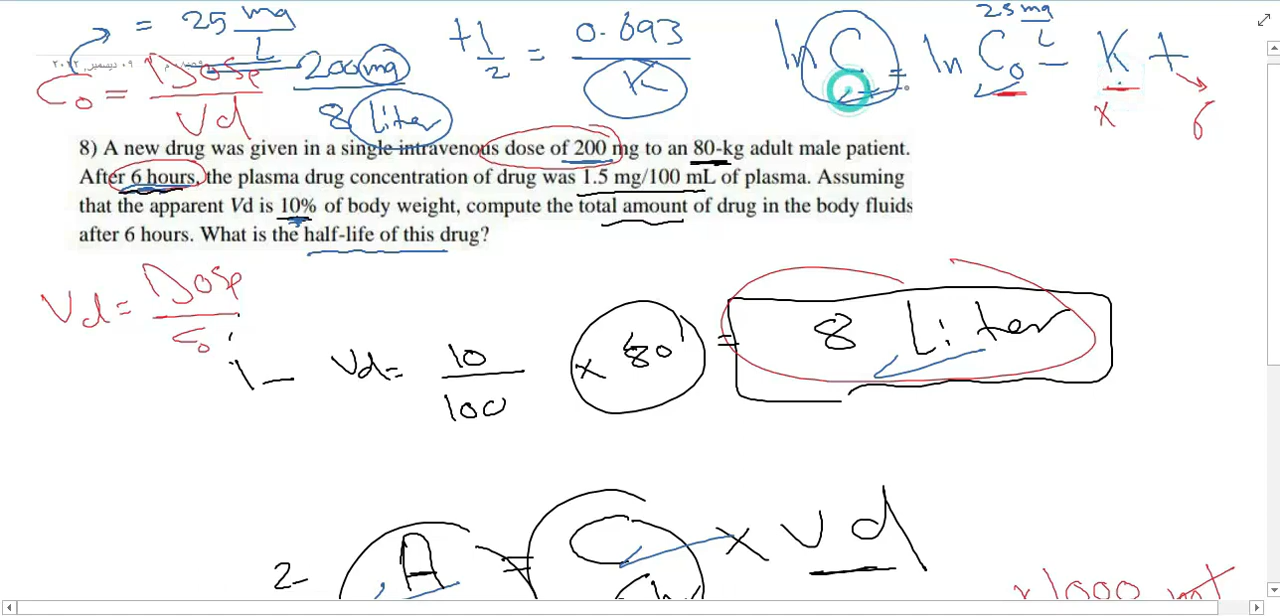 = 25 mg/L
t1/2 = 0.693 / K
ln C = ln C₀ - K t
25 mg/L
x
6
٠٩ ديسمبر, ٢٠٢٢
C₀ = Dose / Vd
200 mg / 8 Liter
8) A new drug was given in a single intravenous dose of 200 mg to an 80-kg adult male patient.
After 6 hours, the plasma drug concentration of drug was 1.5 mg/100 mL of plasma. Assuming
that the apparent Vd is 10% of body weight, compute the total amount of drug in the body fluids
after 6 hours. What is the half-life of this drug?
Vd = Dose / C₀
1- Vd = 10/100 x 80 = 8 Liter
2- A = C x Vd
x 1000